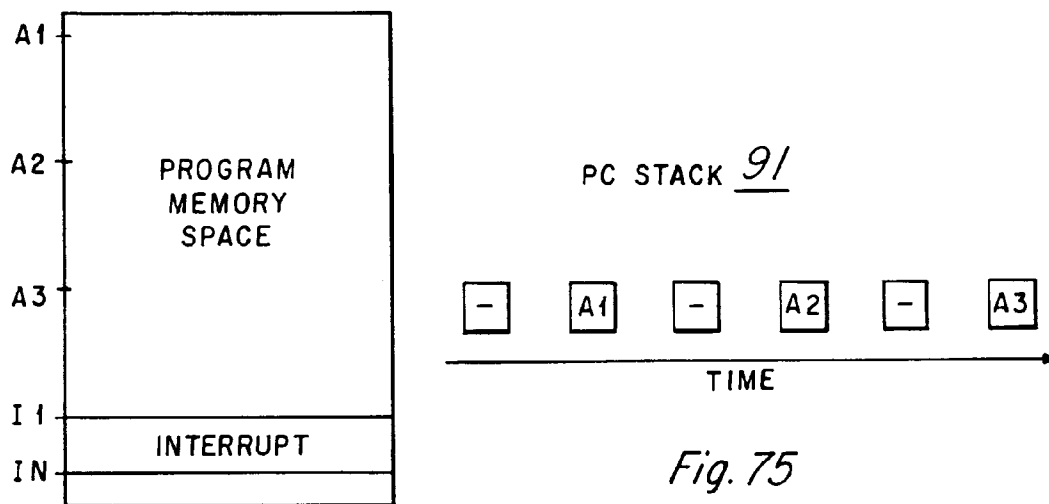 A1
A2
PROGRAM
MEMORY
SPACE
A3
I1
INTERRUPT
IN
PC STACK 91
- A1 - A2 - A3
TIME
Fig. 75